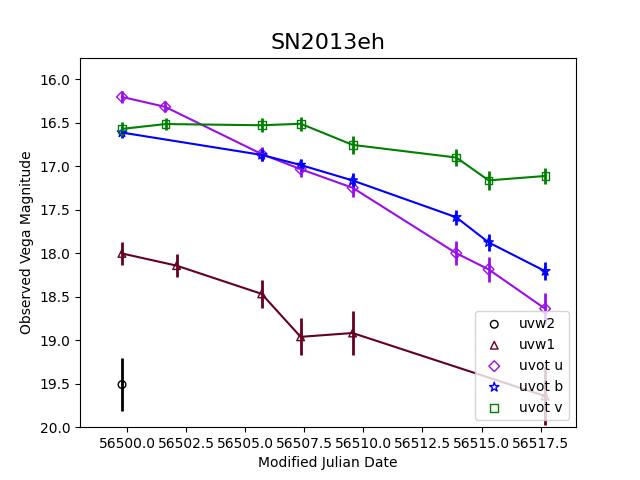 SN2013eh
Observed Vega Magnitude
16.0
16.5
17.0
17.5
18.0
18.5
19.0
19.5
20.0
uvw2
uvw1
uvot u
uvot b
uvot v
56500.0 56502.5 56505.0 56507.5 56510.0 56512.5 56515.0 56517.5
Modified Julian Date